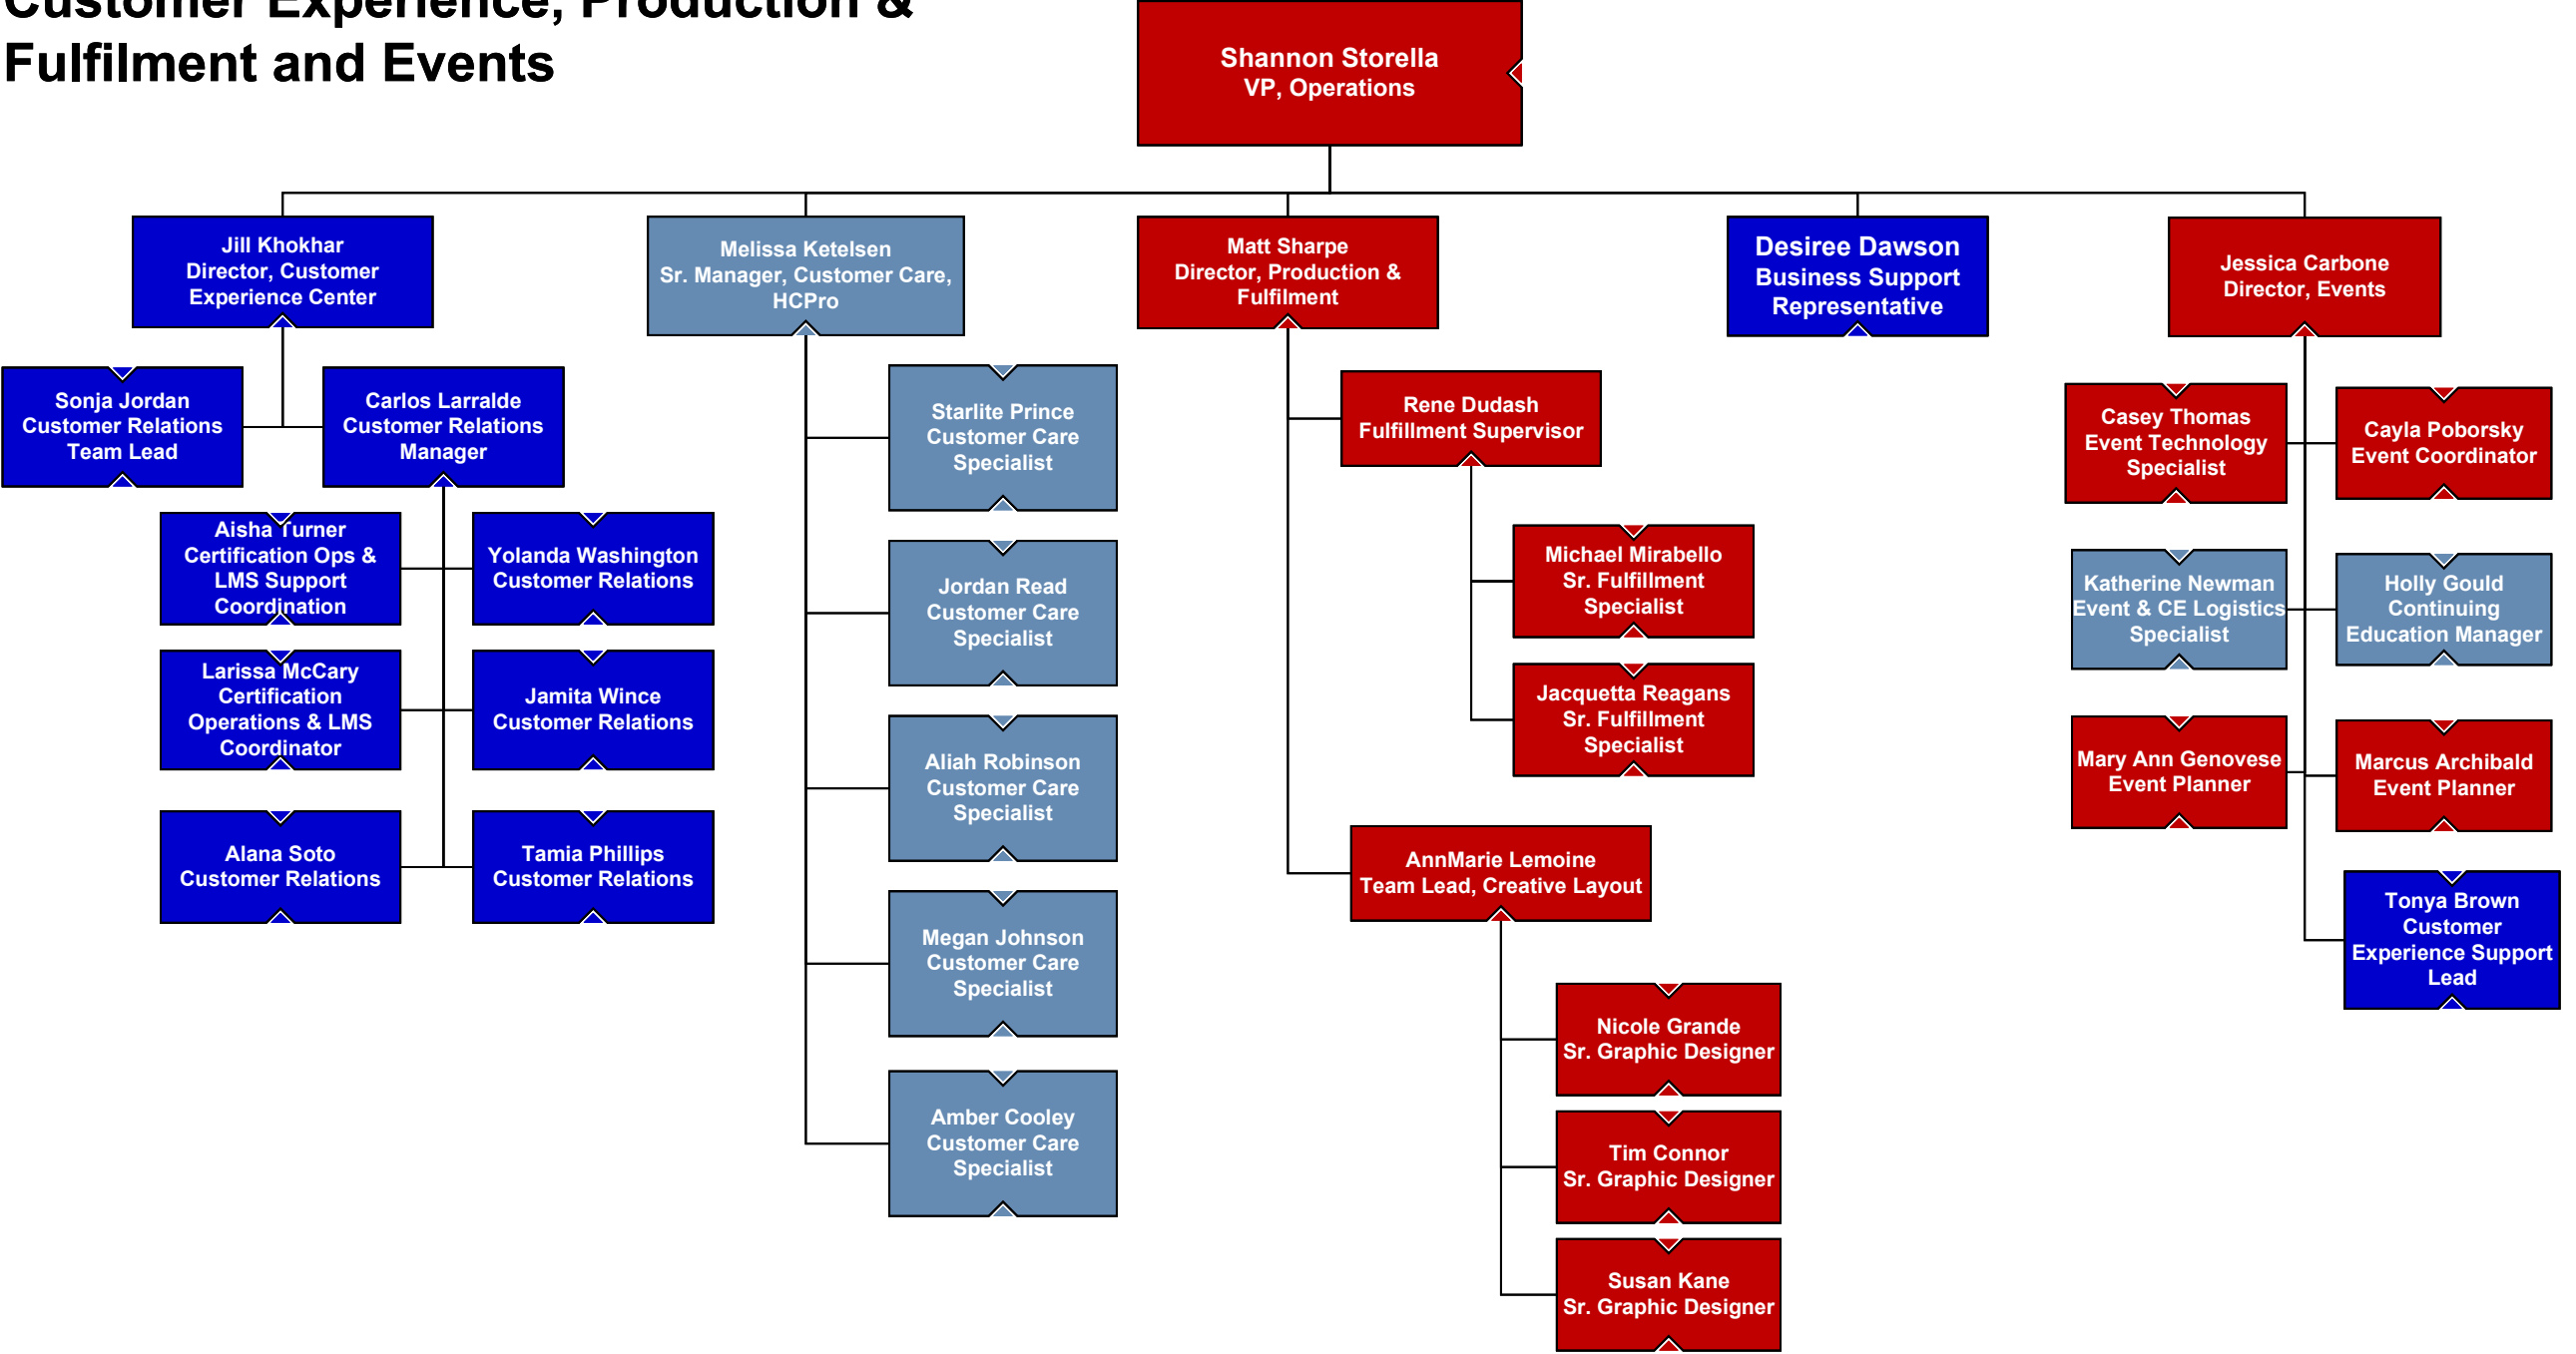 Customer Experience, Production &
Fulfilment and Events
Shannon Storella
VP, Operations
Jill Khokhar
Director, Customer
Experience Center
Melissa Ketelsen
Sr. Manager, Customer Care,
HCPro
Matt Sharpe
Director, Production &
Fulfilment
Desiree Dawson
Business Support
Representative
Jessica Carbone
Director, Events
Sonja Jordan
Customer Relations
Team Lead
Carlos Larralde
Customer Relations
Manager
Aisha Turner
Certification Ops &
LMS Support
Coordination
Yolanda Washington
Customer Relations
Larissa McCary
Certification
Operations & LMS
Coordinator
Jamita Wince
Customer Relations
Alana Soto
Customer Relations
Tamia Phillips
Customer Relations
Starlite Prince
Customer Care
Specialist
Jordan Read
Customer Care
Specialist
Aliah Robinson
Customer Care
Specialist
Megan Johnson
Customer Care
Specialist
Amber Cooley
Customer Care
Specialist
Rene Dudash
Fulfillment Supervisor
Michael Mirabello
Sr. Fulfillment
Specialist
Jacquetta Reagans
Sr. Fulfillment
Specialist
AnnMarie Lemoine
Team Lead, Creative Layout
Nicole Grande
Sr. Graphic Designer
Tim Connor
Sr. Graphic Designer
Susan Kane
Sr. Graphic Designer
Casey Thomas
Event Technology
Specialist
Cayla Poborsky
Event Coordinator
Katherine Newman
Event & CE Logistics
Specialist
Holly Gould
Continuing
Education Manager
Mary Ann Genovese
Event Planner
Marcus Archibald
Event Planner
Tonya Brown
Customer
Experience Support
Lead